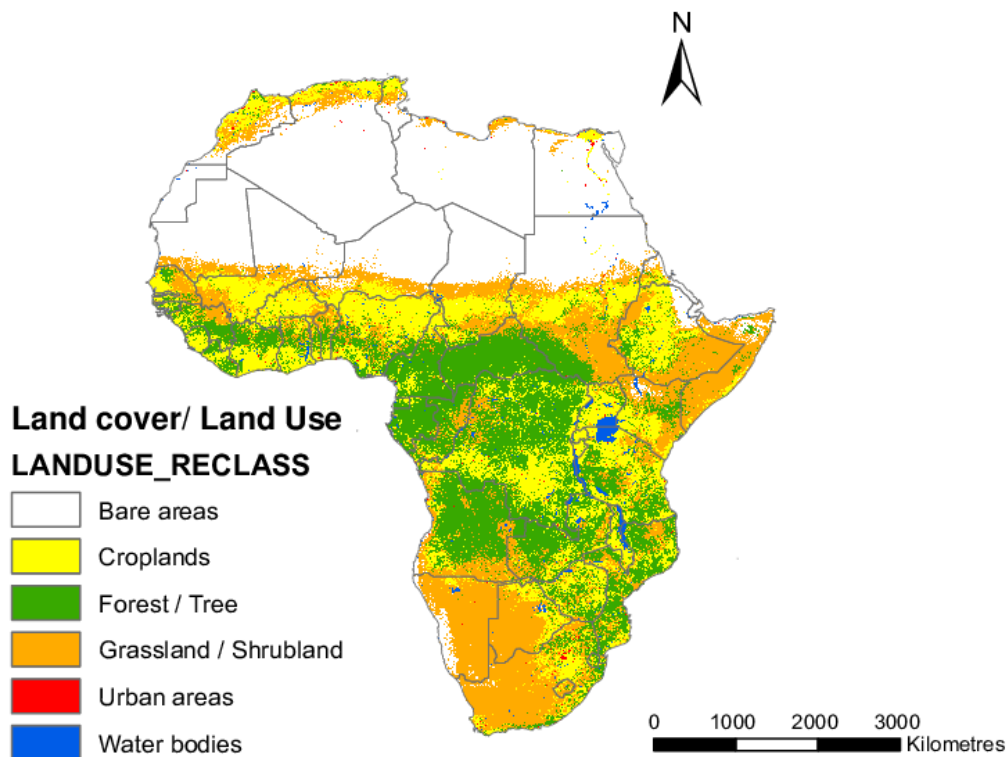 N
Land cover/ Land Use
LANDUSE_RECLASS
Bare areas
Croplands
Forest / Tree
Grassland / Shrubland
Urban areas
Water bodies
0 1000 2000 3000
Kilometres